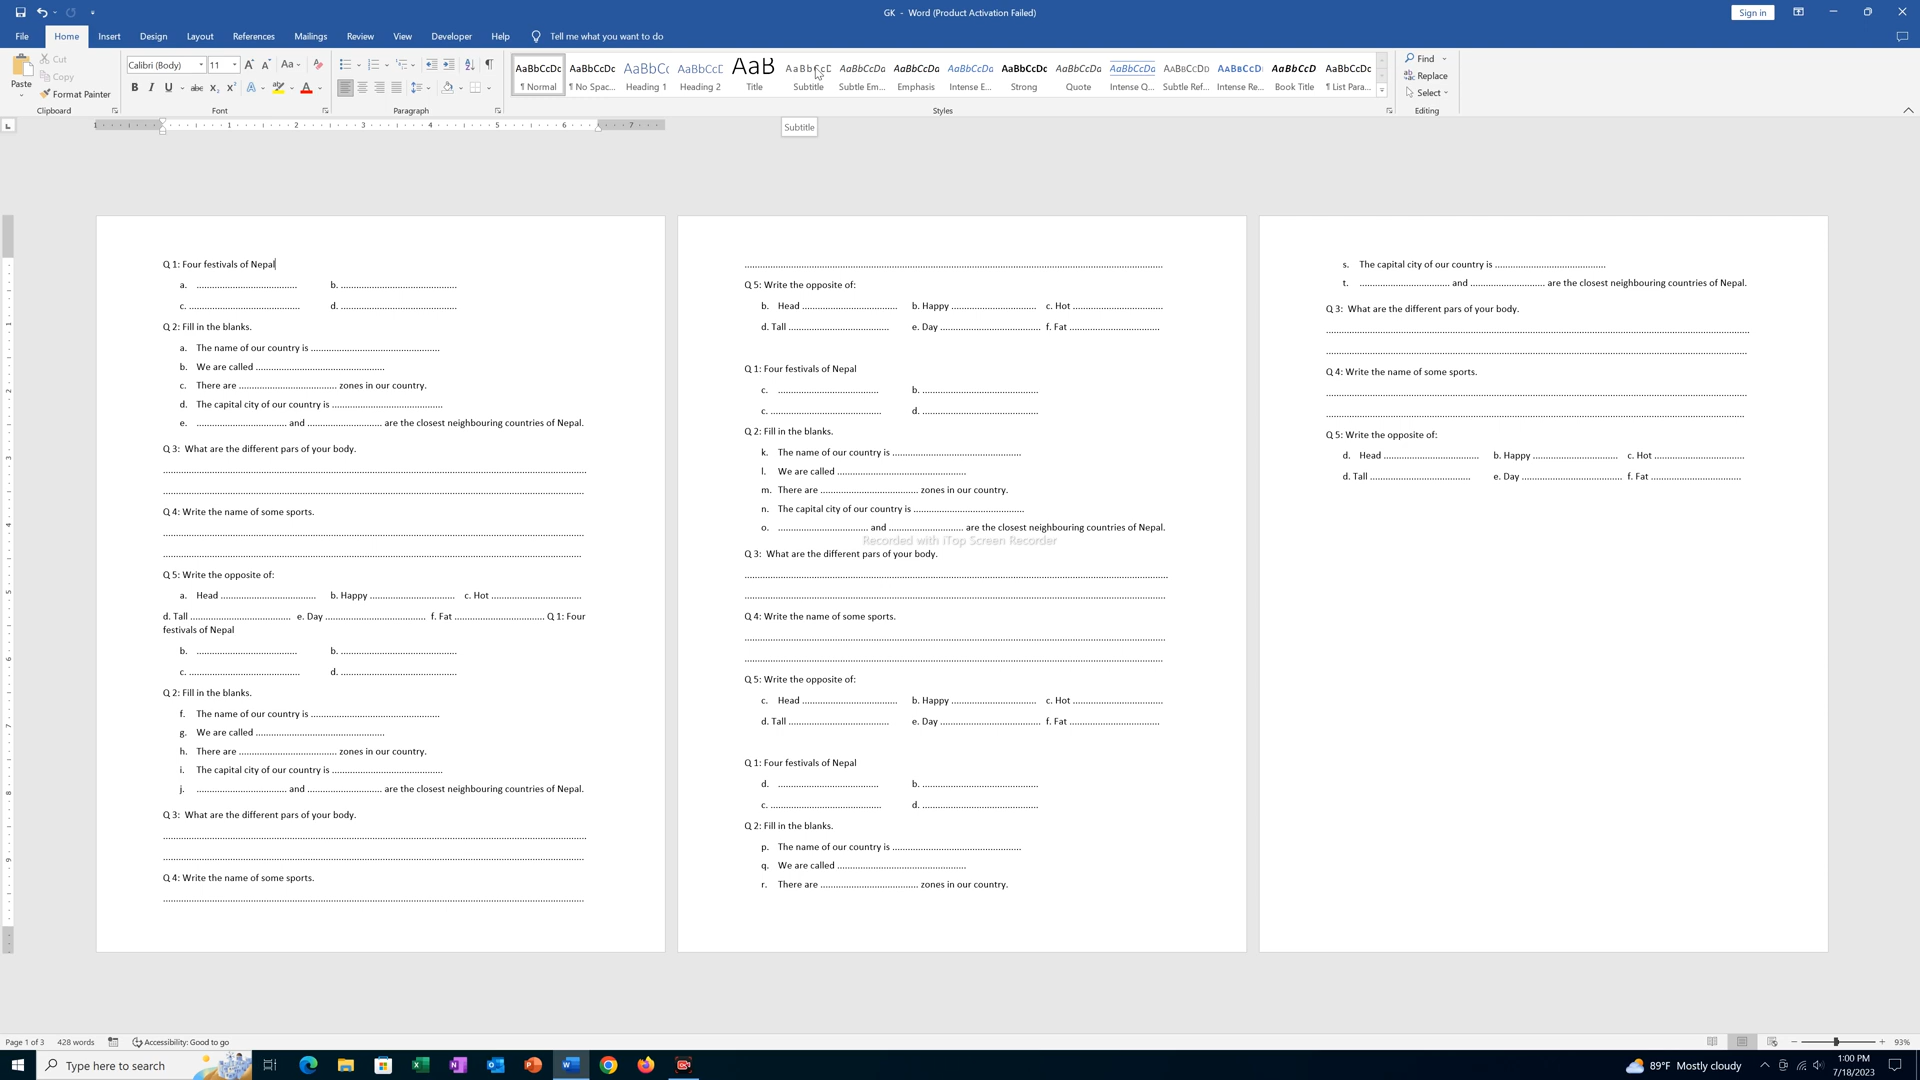 GK - Word (Product Activation Failed)
Sign in
File Home Insert Design Layout References Mailings Review View Developer Help Tell me what you want to do
Paste
Cut
Copy
Format Painter
Clipboard
Calibri (Body) 11
Font
Paragraph
AaBbCcDc AaBbCcDc AaBbCc AaBbCcD AaB AaBbCcD AaBbCcDa AaBbCcDa AaBbCcDa AaBbCcDc AaBbCcDa AaBbCcDa AaBbCcDd AaBbCcD AaBbCcD AaBbCcDc
¶ Normal ¶ No Spac... Heading 1 Heading 2 Title Subtitle Subtle Em... Emphasis Intense E... Strong Quote Intense Q... Subtle Ref... Intense Re... Book Title ¶ List Para...
Styles
Find
Replace
Select
Editing
Subtitle
Q 1: Four festivals of Nepal
a. ....................................... b. .............................................
c. ........................................... d. .............................................
Q 2: Fill in the blanks.
a. The name of our country is ..................................................
b. We are called ..................................................
c. There are ...................................... zones in our country.
d. The capital city of our country is ...........................................
e. ................................... and ............................. are the closest neighbouring countries of Nepal.
Q 3: What are the different pars of your body.
....................................................................................................................................................................
...................................................................................................................................................................
Q 4: Write the name of some sports.
...................................................................................................................................................................
..................................................................................................................................................................
Q 5: Write the opposite of:
a. Head ..................................... b. Happy ................................. c. Hot ...................................
d. Tall ....................................... e. Day ....................................... f. Fat ................................... Q 1: Four
festivals of Nepal
b. ....................................... b. .............................................
c. ........................................... d. .............................................
Q 2: Fill in the blanks.
f. The name of our country is ..................................................
g. We are called ..................................................
h. There are ...................................... zones in our country.
i. The capital city of our country is ...........................................
j. ................................... and ............................. are the closest neighbouring countries of Nepal.
Q 3: What are the different pars of your body.
....................................................................................................................................................................
...................................................................................................................................................................
Q 4: Write the name of some sports.
...................................................................................................................................................................
..................................................................................................................................................................
Q 5: Write the opposite of:
b. Head ..................................... b. Happy ................................. c. Hot ...................................
d. Tall ....................................... e. Day ....................................... f. Fat ...................................
Q 1: Four festivals of Nepal
c. ....................................... b. .............................................
c. ........................................... d. .............................................
Q 2: Fill in the blanks.
k. The name of our country is ..................................................
l. We are called ..................................................
m. There are ...................................... zones in our country.
n. The capital city of our country is ...........................................
o. ................................... and ............................. are the closest neighbouring countries of Nepal.
Recorded with iTop Screen Recorder
Q 3: What are the different pars of your body.
....................................................................................................................................................................
...................................................................................................................................................................
Q 4: Write the name of some sports.
...................................................................................................................................................................
..................................................................................................................................................................
Q 5: Write the opposite of:
c. Head ..................................... b. Happy ................................. c. Hot ...................................
d. Tall ....................................... e. Day ....................................... f. Fat ...................................
Q 1: Four festivals of Nepal
d. ....................................... b. .............................................
c. ........................................... d. .............................................
Q 2: Fill in the blanks.
p. The name of our country is ..................................................
q. We are called ..................................................
r. There are ...................................... zones in our country.
s. The capital city of our country is ...........................................
t. ................................... and ............................. are the closest neighbouring countries of Nepal.
Q 3: What are the different pars of your body.
....................................................................................................................................................................
...................................................................................................................................................................
Q 4: Write the name of some sports.
...................................................................................................................................................................
..................................................................................................................................................................
Q 5: Write the opposite of:
d. Head ..................................... b. Happy ................................. c. Hot ...................................
d. Tall ....................................... e. Day ....................................... f. Fat ...................................
Page 1 of 3 428 words Accessibility: Good to go 93%
Type here to search
89°F Mostly cloudy
1:00 PM
7/18/2023